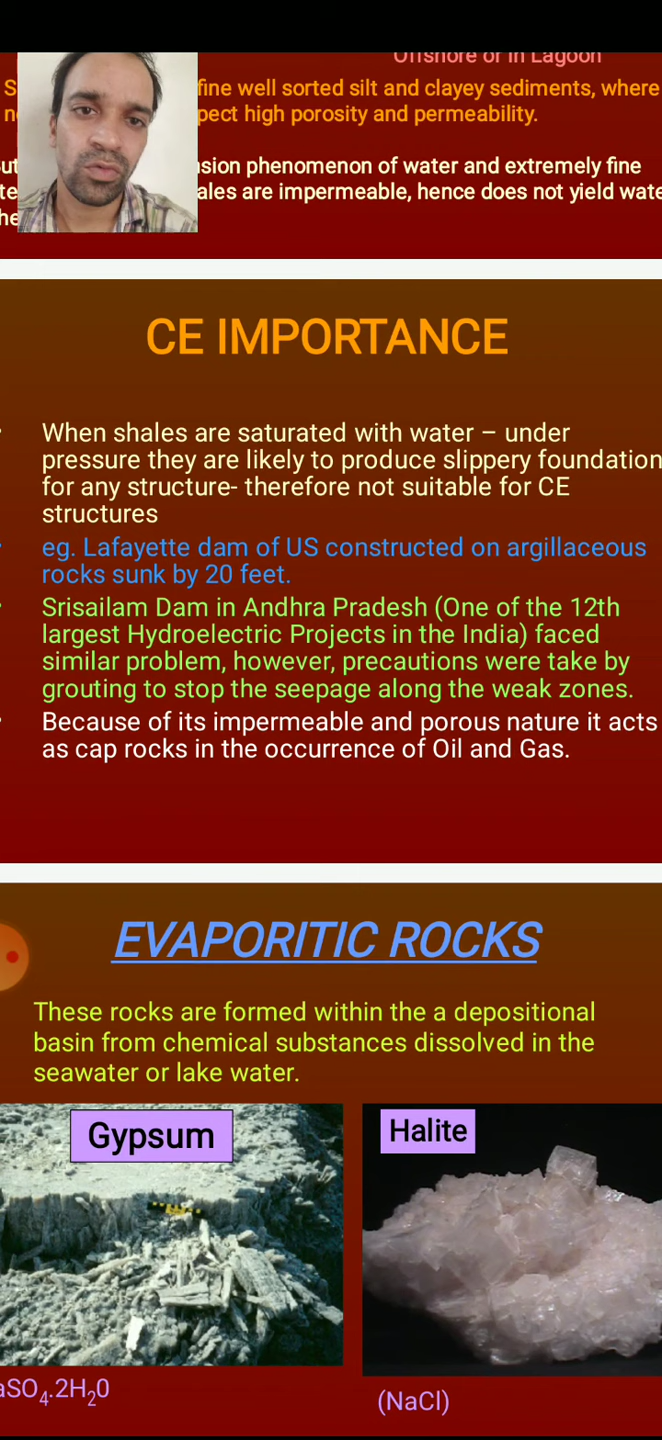 Offshore or in Lagoon
fine well sorted silt and clayey sediments, where
high porosity and permeability.
phenomenon of water and extremely fine
are impermeable, hence does not yield
CE IMPORTANCE
When shales are saturated with water – under
pressure they are likely to produce slippery foundation
for any structure- therefore not suitable for CE
structures
eg. Lafayette dam of US constructed on argillaceous
rocks sunk by 20 feet.
Srisailam Dam in Andhra Pradesh (One of the 12th
largest Hydroelectric Projects in the India) faced
similar problem, however, precautions were take by
grouting to stop the seepage along the weak zones.
Because of its impermeable and porous nature it acts
as cap rocks in the occurrence of Oil and Gas.
EVAPORITIC ROCKS
These rocks are formed within the a depositional
basin from chemical substances dissolved in the
seawater or lake water.
Gypsum
Halite
aSO4.2H20
(NaCl)